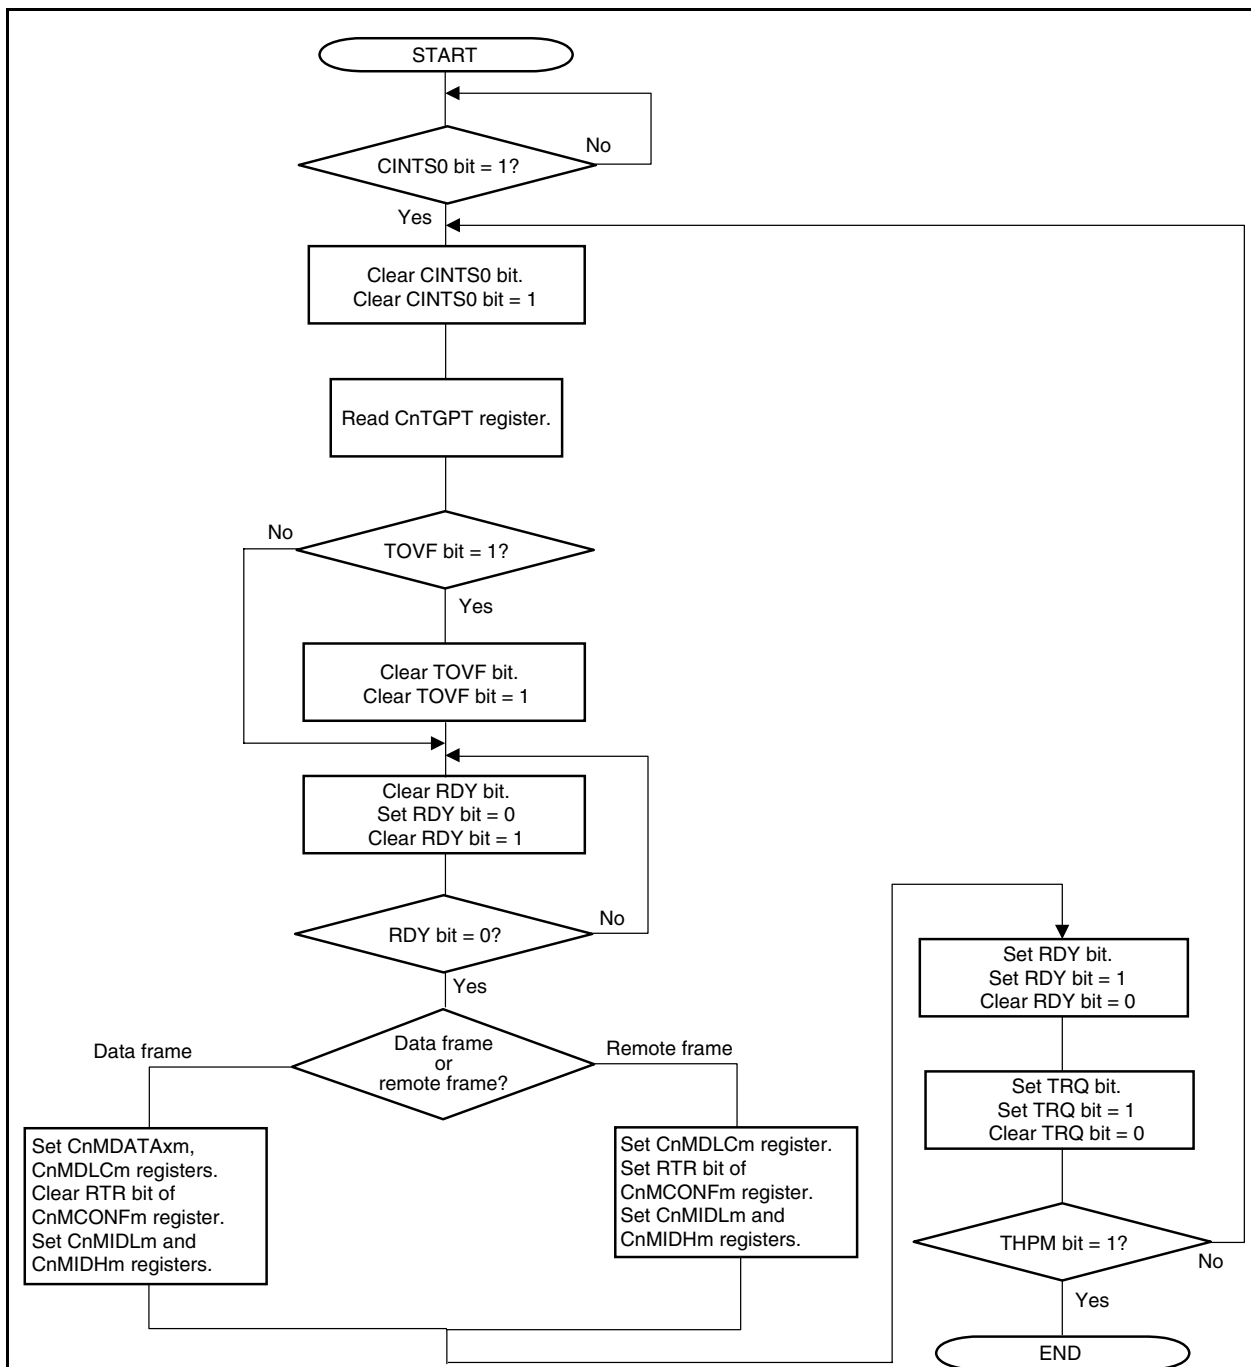 START
No
CINTS0 bit = 1?
Yes
Clear CINTS0 bit.
Clear CINTS0 bit = 1
Read CnTGPT register.
No
TOVF bit = 1?
Yes
Clear TOVF bit.
Clear TOVF bit = 1
Clear RDY bit.
Set RDY bit = 0
Clear RDY bit = 1
No
RDY bit = 0?
Yes
Data frame
Data frame
or
remote frame?
Remote frame
Set CnMDATAxm,
CnMDLCm registers.
Clear RTR bit of
CnMCONFm register.
Set CnMIDLm and
CnMIDHm registers.
Set CnMDLCm register.
Set RTR bit of
CnMCONFm register.
Set CnMIDLm and
CnMIDHm registers.
Set RDY bit.
Set RDY bit = 1
Clear RDY bit = 0
Set TRQ bit.
Set TRQ bit = 1
Clear TRQ bit = 0
THPM bit = 1?
No
Yes
END